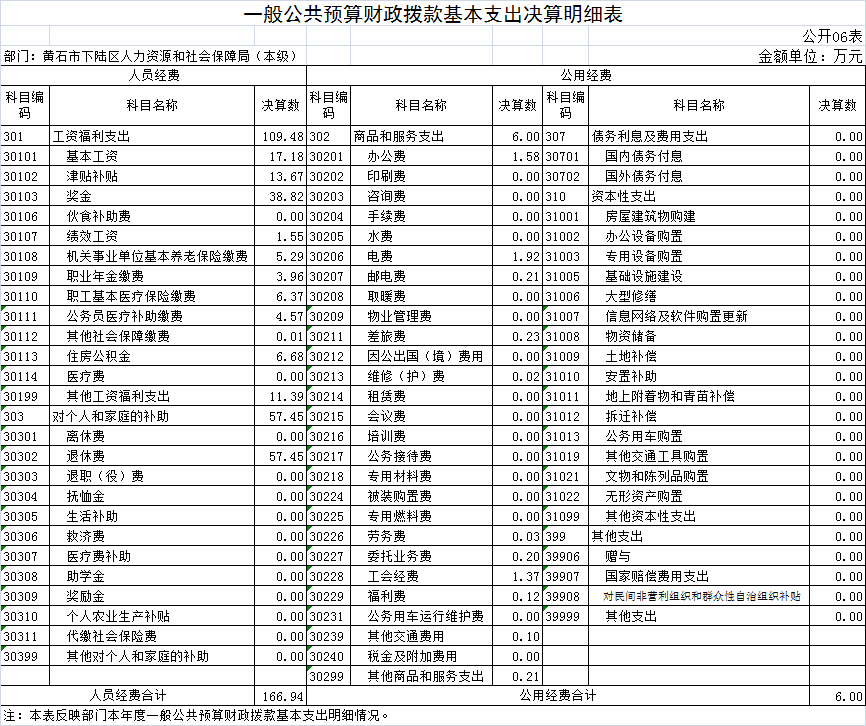 一般公共预算财政拨款基本支出决算明细表
公开06表
部门：黄石市下陆区人力资源和社会保障局（本级） 金额单位：万元
人员经费 公用经费
科目编码 科目名称 决算数 科目编码 科目名称 决算数 科目编码 科目名称 决算数
301 工资福利支出 109.48 302 商品和服务支出 6.00 307 债务利息及费用支出 0.00
30101 基本工资 17.18 30201 办公费 1.58 30701 国内债务付息 0.00
30102 津贴补贴 13.67 30202 印刷费 0.00 30702 国外债务付息 0.00
30103 奖金 38.82 30203 咨询费 0.00 310 资本性支出 0.00
30106 伙食补助费 0.00 30204 手续费 0.00 31001 房屋建筑物购建 0.00
30107 绩效工资 1.55 30205 水费 0.00 31002 办公设备购置 0.00
30108 机关事业单位基本养老保险缴费 5.29 30206 电费 1.92 31003 专用设备购置 0.00
30109 职业年金缴费 3.96 30207 邮电费 0.21 31005 基础设施建设 0.00
30110 职工基本医疗保险缴费 6.37 30208 取暖费 0.00 31006 大型修缮 0.00
30111 公务员医疗补助缴费 4.57 30209 物业管理费 0.00 31007 信息网络及软件购置更新 0.00
30112 其他社会保障缴费 0.01 30211 差旅费 0.23 31008 物资储备 0.00
30113 住房公积金 6.68 30212 因公出国（境）费用 0.00 31009 土地补偿 0.00
30114 医疗费 0.00 30213 维修（护）费 0.02 31010 安置补助 0.00
30199 其他工资福利支出 11.39 30214 租赁费 0.00 31011 地上附着物和青苗补偿 0.00
303 对个人和家庭的补助 57.45 30215 会议费 0.00 31012 拆迁补偿 0.00
30301 离休费 0.00 30216 培训费 0.00 31013 公务用车购置 0.00
30302 退休费 57.45 30217 公务接待费 0.00 31019 其他交通工具购置 0.00
30303 退职（役）费 0.00 30218 专用材料费 0.00 31021 文物和陈列品购置 0.00
30304 抚恤金 0.00 30224 被装购置费 0.00 31022 无形资产购置 0.00
30305 生活补助 0.00 30225 专用燃料费 0.00 31099 其他资本性支出 0.00
30306 救济费 0.00 30226 劳务费 0.03 399 其他支出 0.00
30307 医疗费补助 0.00 30227 委托业务费 0.20 39906 赠与 0.00
30308 助学金 0.00 30228 工会经费 1.37 39907 国家赔偿费用支出 0.00
30309 奖励金 0.00 30229 福利费 0.12 39908 对民间非营利组织和群众性自治组织补贴 0.00
30310 个人农业生产补贴 0.00 30231 公务用车运行维护费 0.00 39999 其他支出 0.00
30311 代缴社会保险费 0.00 30239 其他交通费用 0.10
30399 其他对个人和家庭的补助 0.00 30240 税金及附加费用 0.00
30299 其他商品和服务支出 0.21
人员经费合计 166.94 公用经费合计 6.00
注：本表反映部门本年度一般公共预算财政拨款基本支出明细情况。